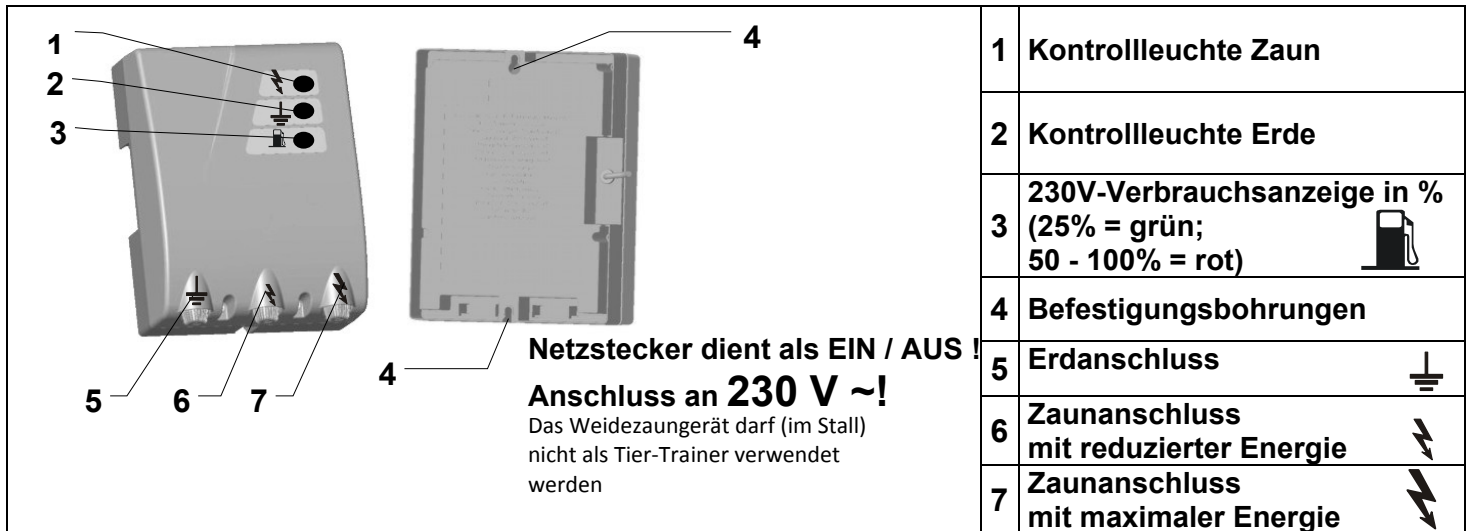 1
2
3
4
5
6
7
4
Netzstecker dient als EIN / AUS !
Anschluss an 230 V ~!
Das Weidezaungerät darf (im Stall)
nicht als Tier-Trainer verwendet
werden
1 Kontrollleuchte Zaun
2 Kontrollleuchte Erde
3 230V-Verbrauchsanzeige in %
(25% = grün;
50 - 100% = rot)
4 Befestigungsbohrungen
5 Erdanschluss
6 Zaunanschluss
mit reduzierter Energie
7 Zaunanschluss
mit maximaler Energie